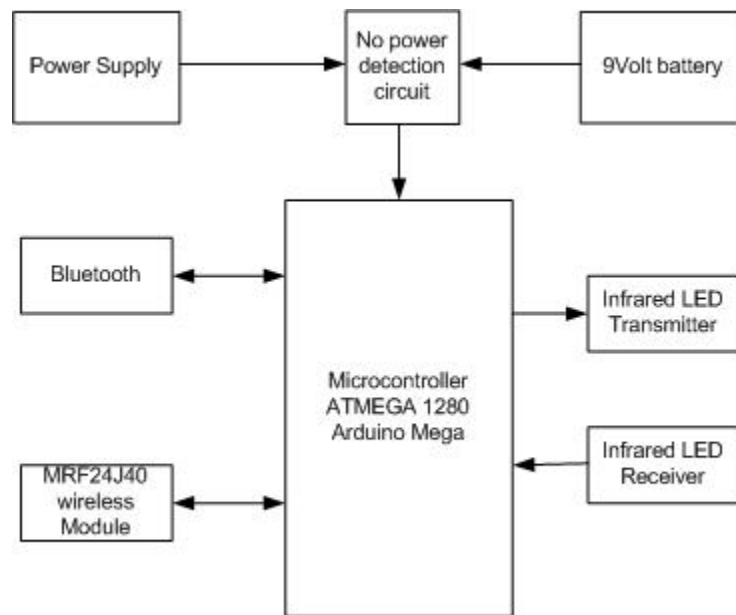 Power Supply
No power
detection
circuit
9Volt battery
Bluetooth
Infrared LED
Transmitter
Microcontroller
ATMEGA 1280
Arduino Mega
MRF24J40
wireless
Module
Infrared LED
Receiver